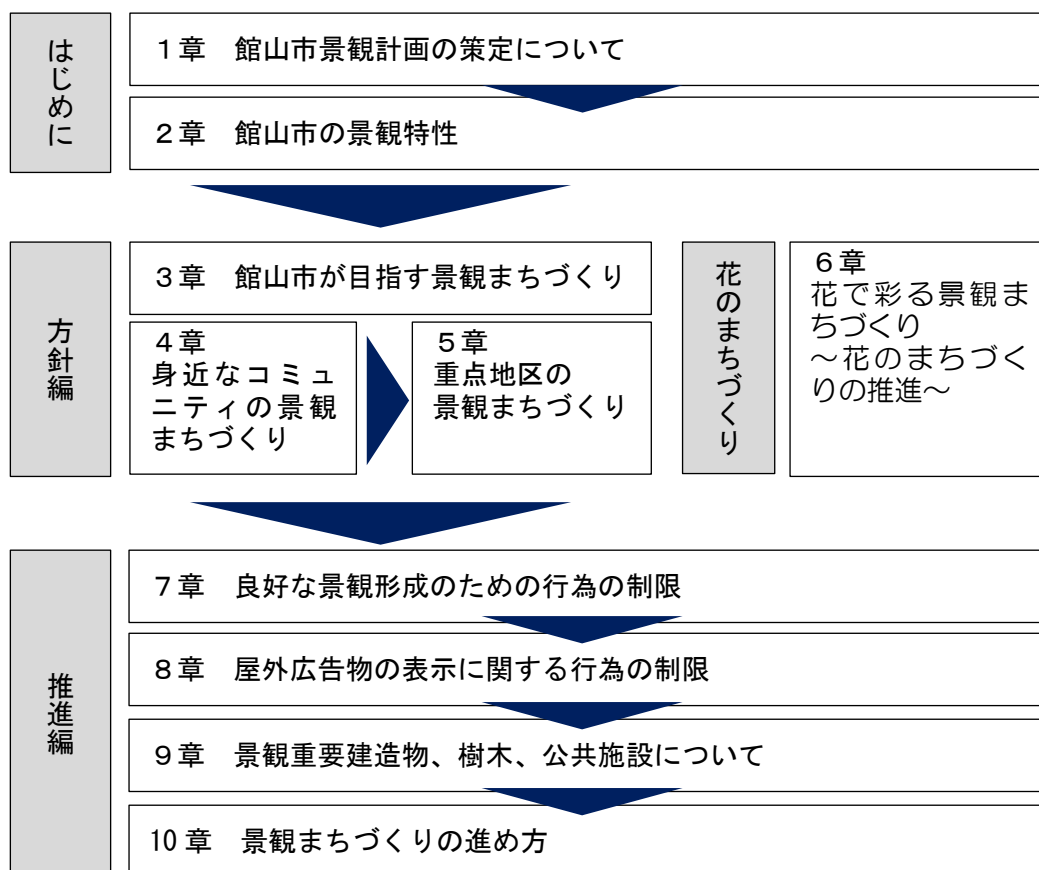 はじめに
１章　館山市景観計画の策定について
２章　館山市の景観特性
方針編
３章　館山市が目指す景観まちづくり
４章
身近なコミュ
ニティの景観
まちづくり
５章
重点地区の
景観まちづくり
花のまちづくり
６章
花で彩る景観ま
ちづくり
～花のまちづく
りの推進～
推進編
７章　良好な景観形成のための行為の制限
８章　屋外広告物の表示に関する行為の制限
９章　景観重要建造物、樹木、公共施設について
10章　景観まちづくりの進め方